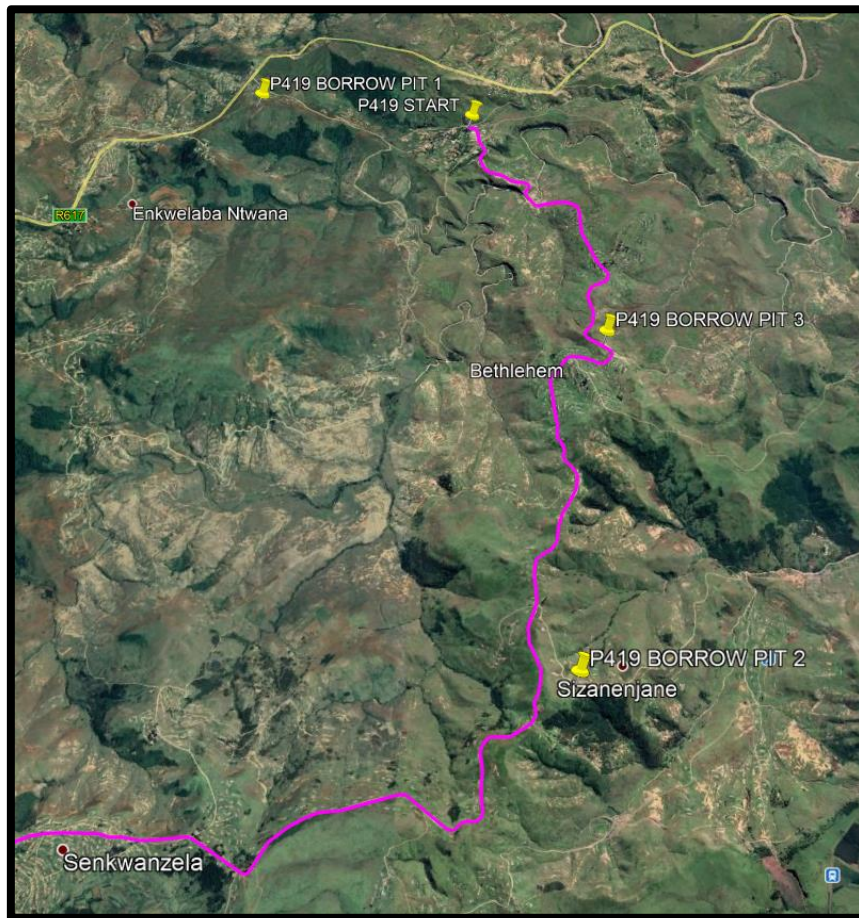 P419 BORROW PIT 1
P419 START
R617
Enkwelaba Ntwana
P419 BORROW PIT 3
Bethlehem
P419 BORROW PIT 2
Sizanenjane
Senkwanzela